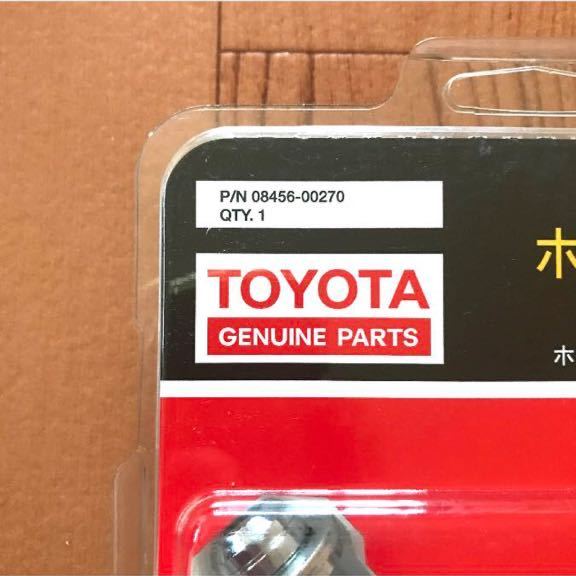 P/N 08456-00270
QTY. 1
TOYOTA
GENUINE PARTS
ホ
ホ